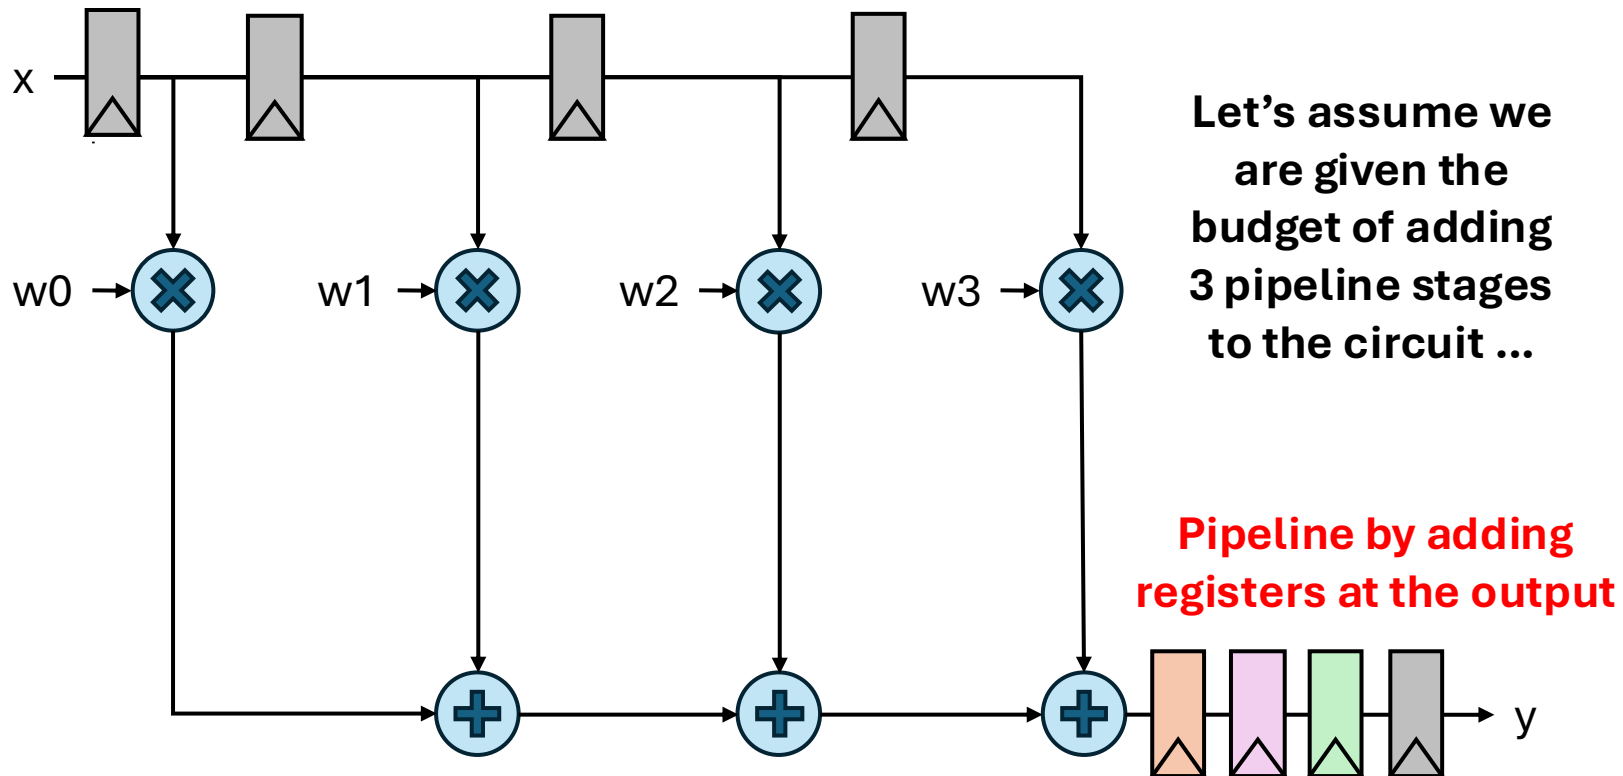 x
Let’s assume we
are given the
budget of adding
3 pipeline stages
to the circuit ...
w0
w1
w2
w3
Pipeline by adding
registers at the output
y